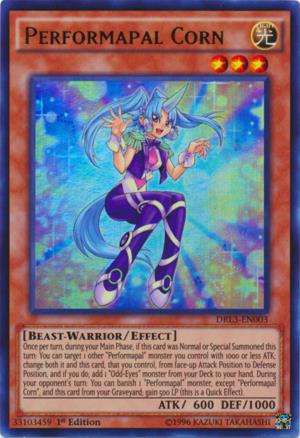 PERFORMAPAL CORN
LIGHT
光
DRL3-EN003
[BEAST-WARRIOR/EFFECT]
Once per turn, during your Main Phase, if this card was Normal or Special Summoned this
turn: You can target 1 other "Performapal" monster you control with 1000 or less ATK;
change both it and this card, that you control, from face-up Attack Position to Defense
Position, and if you do, add 1 "Odd-Eyes" monster from your Deck to your hand. During
your opponent's turn: You can banish 1 "Performapal" monster, except "Performapal
Corn", and this card from your Graveyard; gain 500 LP (this is a Quick Effect).
ATK/ 600 DEF/1000
33103459
1st Edition
©1996 KAZUKI TAKAHASHI